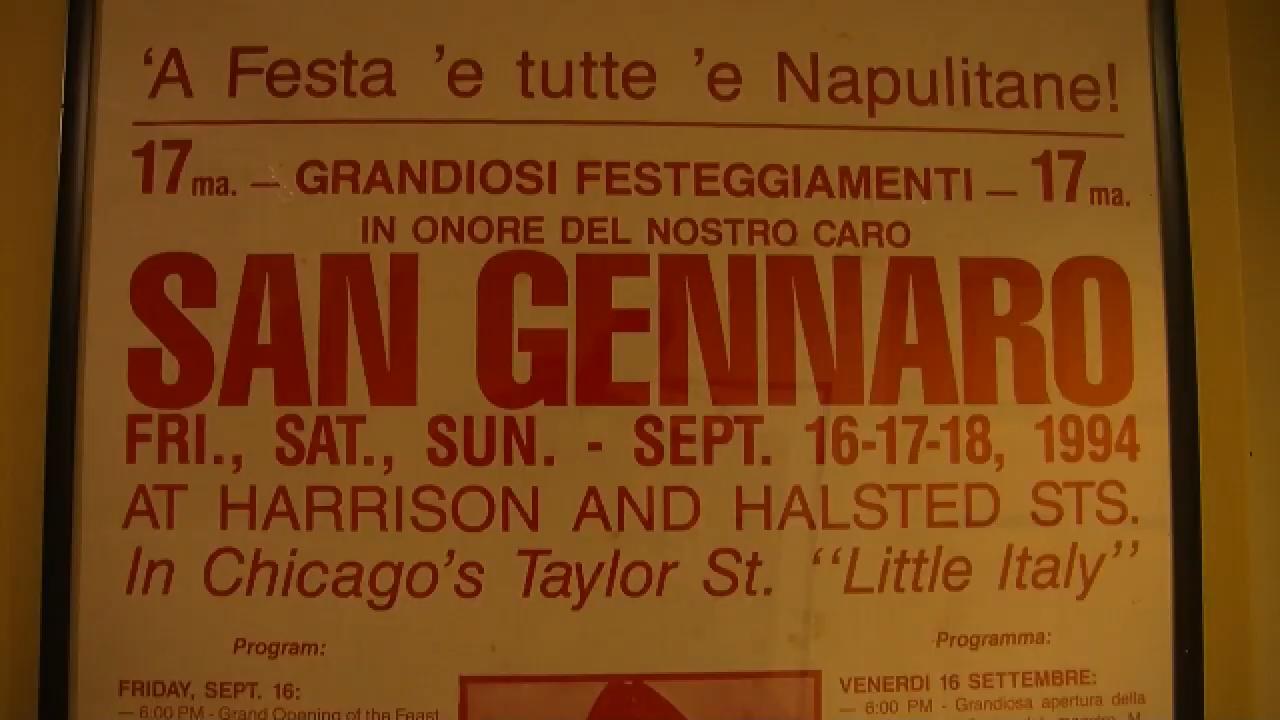 ‘A Festa ’e tutte ’e Napulitane!
17ma. — GRANDIOSI FESTEGGIAMENTI — 17ma.
IN ONORE DEL NOSTRO CARO
SAN GENNARO
FRI., SAT., SUN. - SEPT. 16-17-18, 1994
AT HARRISON AND HALSTED STS.
In Chicago’s Taylor St. ‘‘Little Italy’’
Program:
FRIDAY, SEPT. 16:
— 6:00 PM - Grand Opening of the Feast
Programma:
VENERDI 16 SETTEMBRE:
— 6:00 PM - Grandiosa apertura della